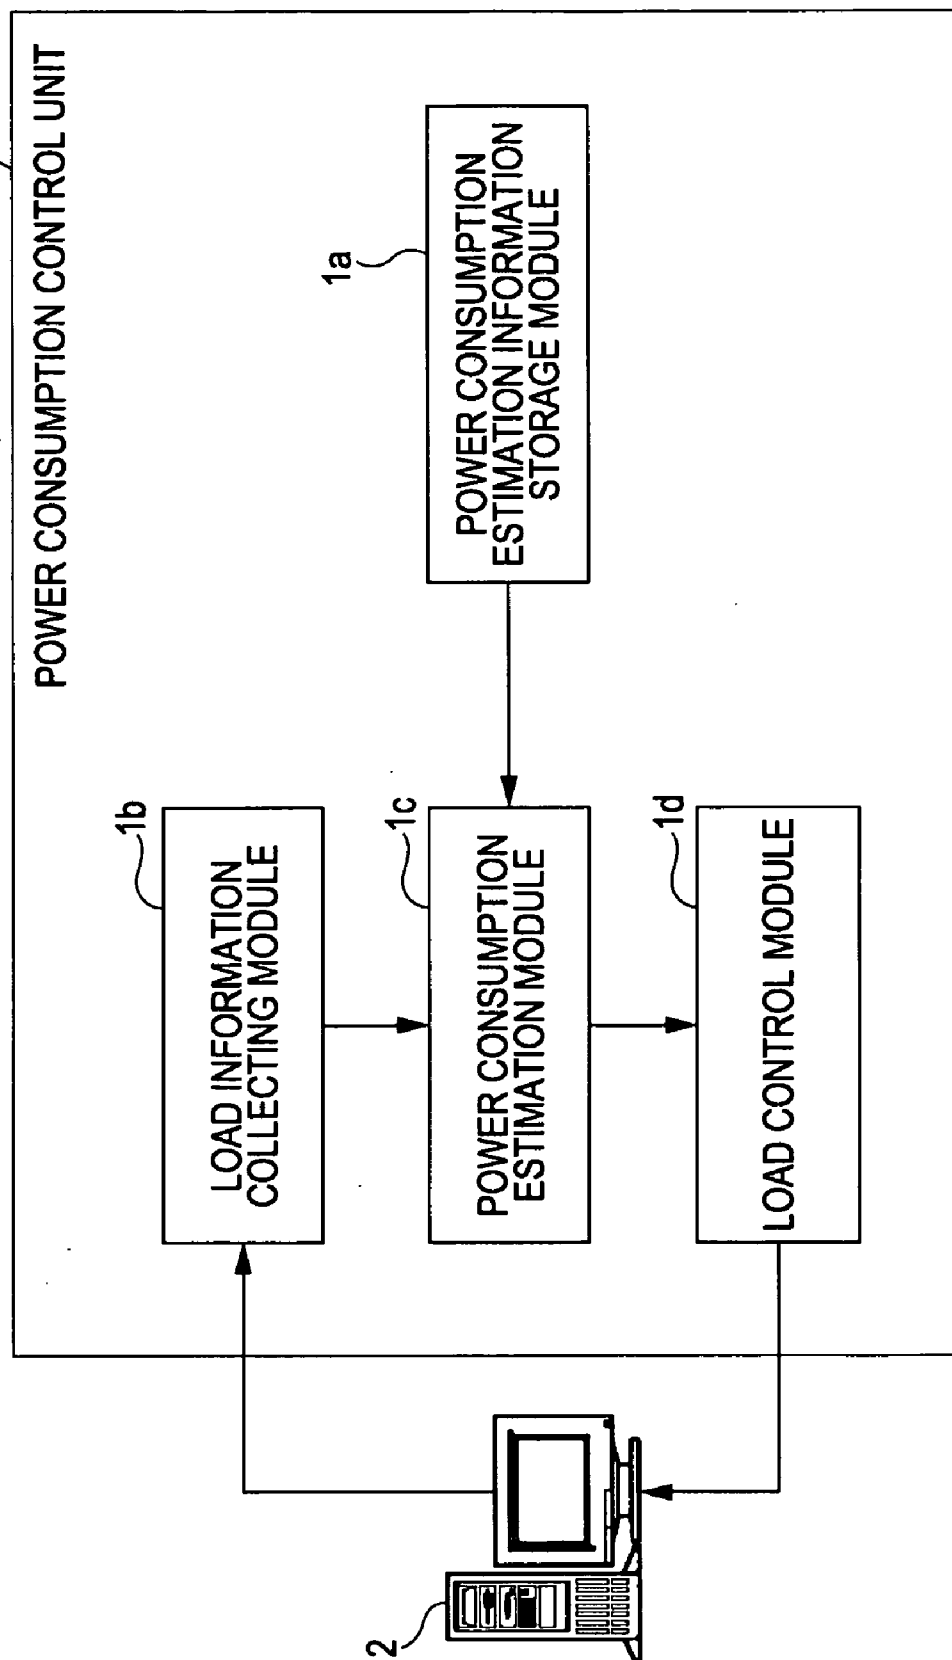 POWER CONSUMPTION CONTROL UNIT
1b
LOAD INFORMATION
COLLECTING MODULE
1a
POWER CONSUMPTION
ESTIMATION INFORMATION
STORAGE MODULE
1c
POWER CONSUMPTION
ESTIMATION MODULE
1d
LOAD CONTROL MODULE
2